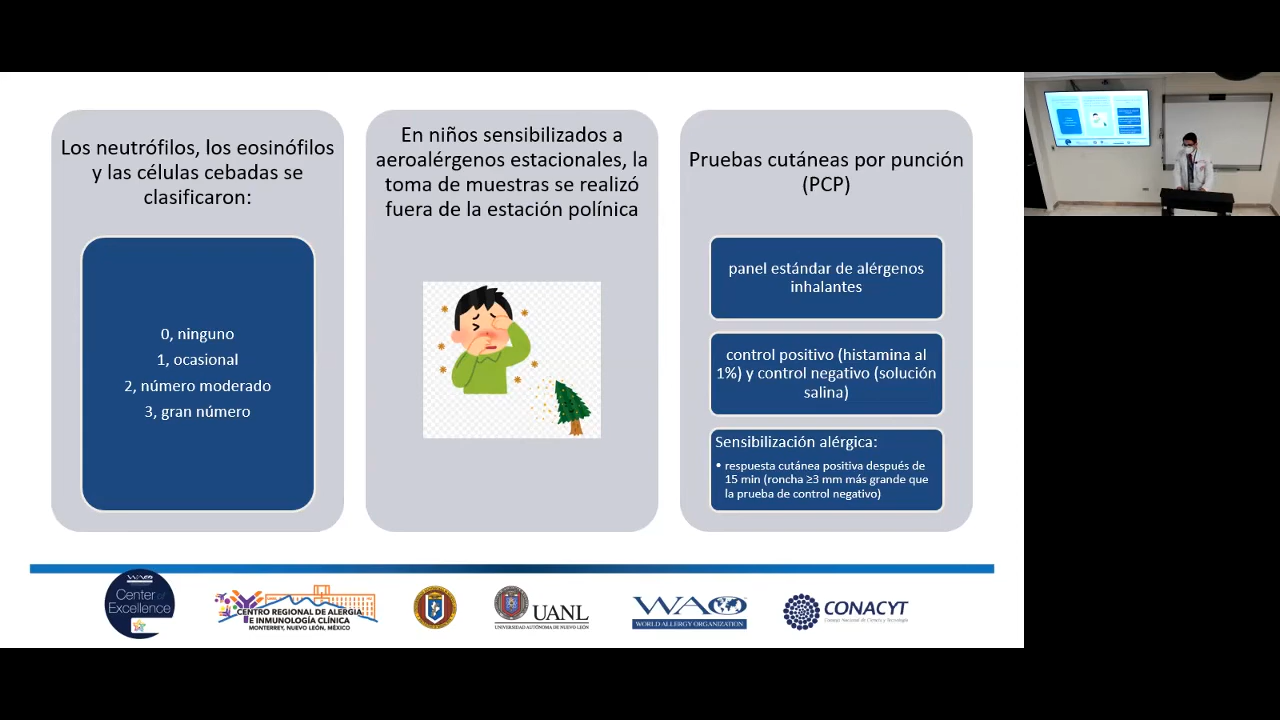 Los neutrófilos, los eosinófilos
y las células cebadas se
clasificaron:
0, ninguno
1, ocasional
2, número moderado
3, gran número
En niños sensibilizados a
aeroalérgenos estacionales, la
toma de muestras se realizó
fuera de la estación polínica
Pruebas cutáneas por punción
(PCP)
panel estándar de alérgenos
inhalantes
control positivo (histamina al
1%) y control negativo (solución
salina)
Sensibilización alérgica:
• respuesta cutánea positiva después de
15 min (roncha ≥3 mm más grande que
la prueba de control negativo)
Center of
Excellence
CENTRO REGIONAL DE ALERGIA
E INMUNOLOGÍA CLÍNICA
MONTERREY, NUEVO LEÓN, MÉXICO
UANL
UNIVERSIDAD AUTÓNOMA DE NUEVO LEÓN
WAO
WORLD ALLERGY ORGANIZATION
CONACYT
Consejo Nacional de Ciencia y Tecnología